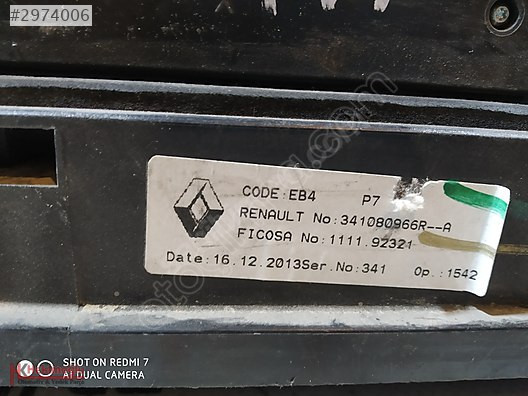 #2974006
CODE:EB4 P7
RENAULT No:341080966R--A
FICOSA No:1111.92321
Date:16.12.2013Ser.No:341 Op.:1542
SHOT ON REDMI 7
AI DUAL CAMERA